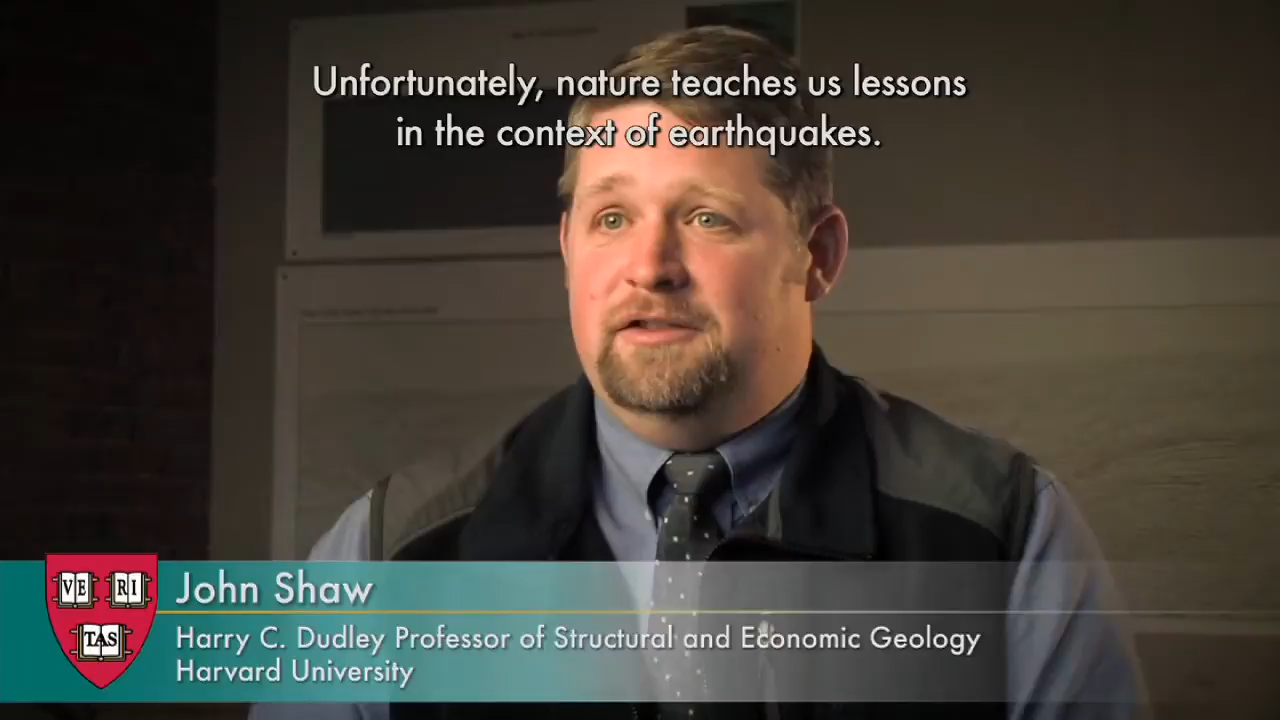 Unfortunately, nature teaches us lessons
in the context of earthquakes.
VE RI
TAS
John Shaw
Harry C. Dudley Professor of Structural and Economic Geology
Harvard University